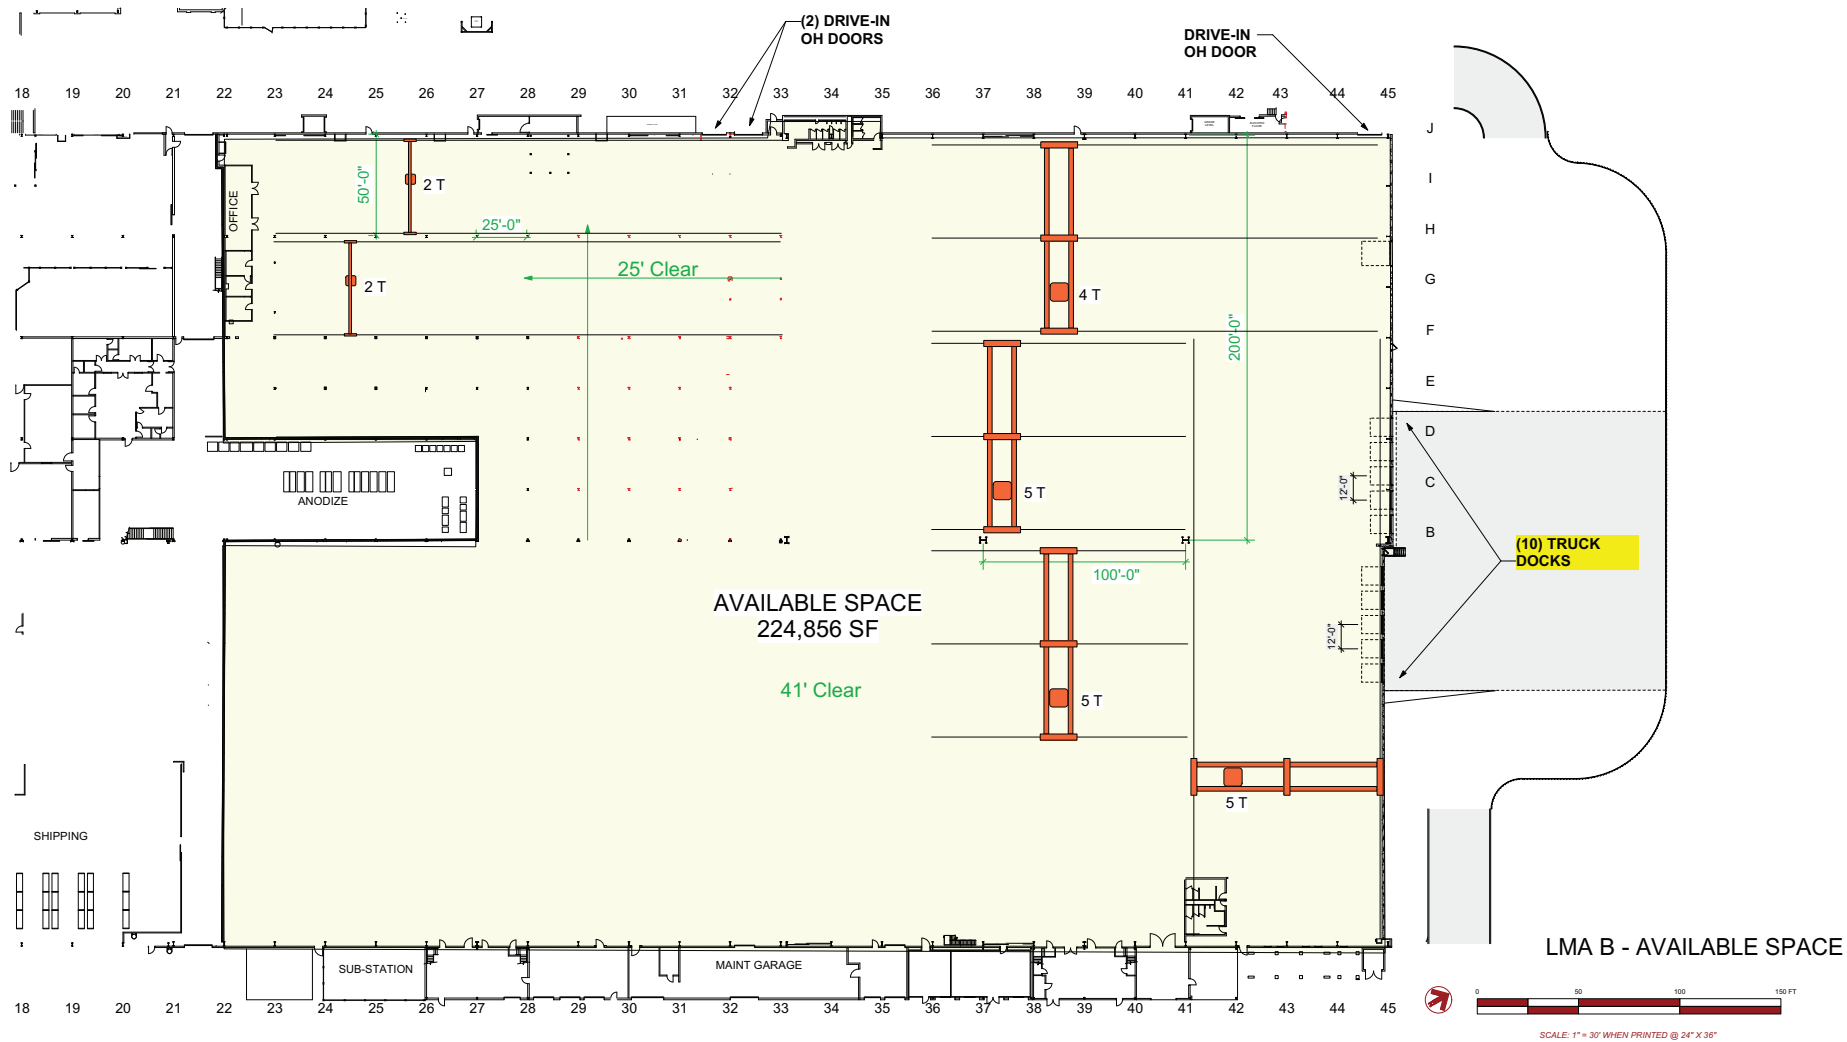 (2) DRIVE-IN
OH DOORS
DRIVE-IN
OH DOOR
18 19 20 21 22 23 24 25 26 27 28 29 30 31 32 33 34 35 36 37 38 39 40 41 42 43 44 45
J
I
H
G
F
E
D
C
B
OFFICE
50'-0"
2 T
25'-0"
2 T
25' Clear
4 T
200'-0"
5 T
12'-0"
ANODIZE
(10) TRUCK
DOCKS
100'-0"
AVAILABLE SPACE
224,856 SF
12'-0"
41' Clear
5 T
5 T
SHIPPING
SUB-STATION
MAINT GARAGE
18 19 20 21 22 23 24 25 26 27 28 29 30 31 32 33 34 35 36 37 38 39 40 41 42 43 44 45
LMA B - AVAILABLE SPACE
0 50 100 150 FT
SCALE: 1" = 30' WHEN PRINTED @ 24" X 36"